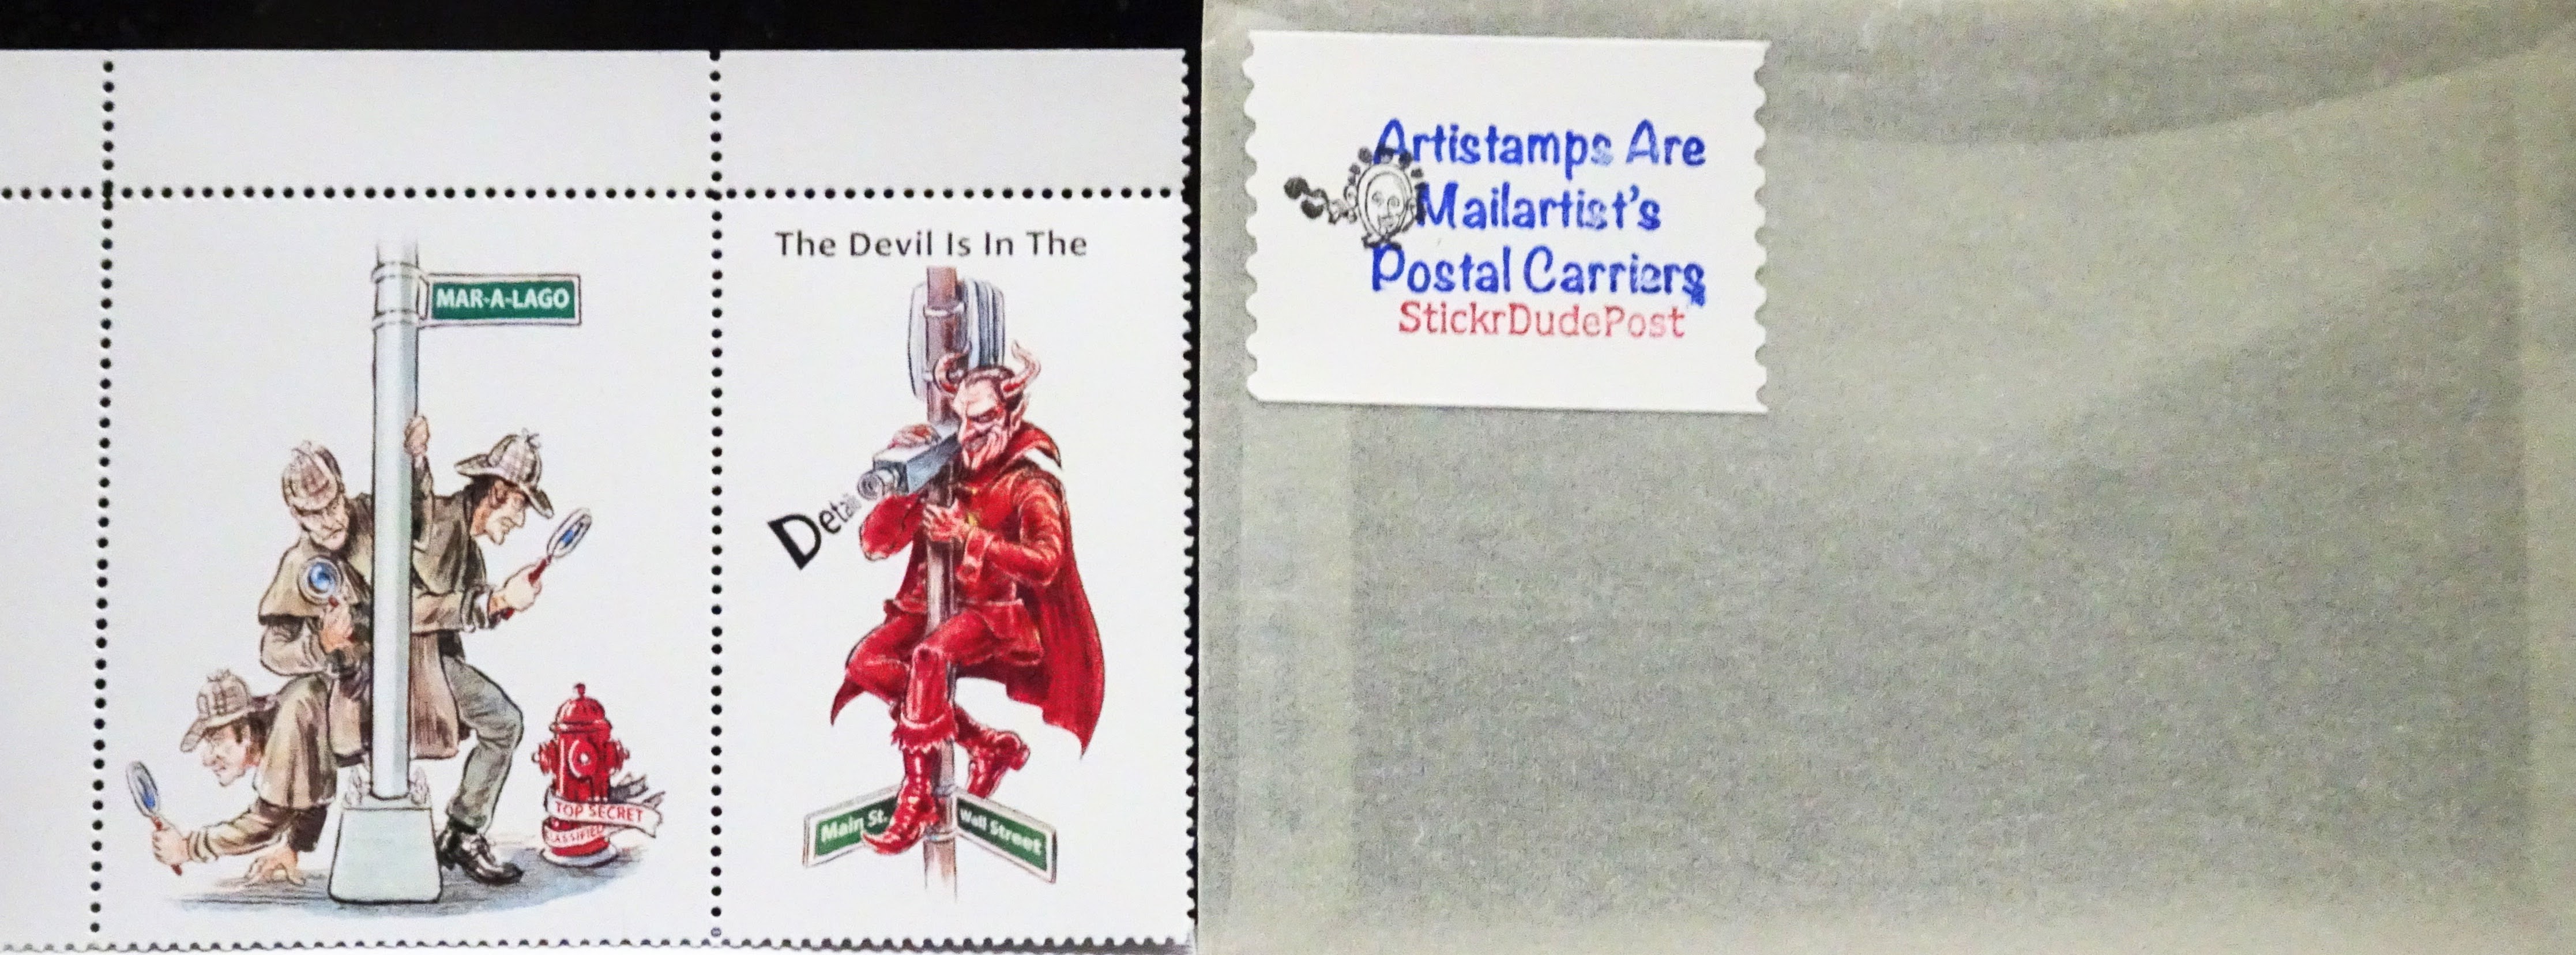 MAR-A-LAGO
TOP SECRET
CLASSIFIED
The Devil Is In The
Details
Main St.
Wall Street
Artistamps Are
Mailartist's
Postal Carriers
StickrDudePost